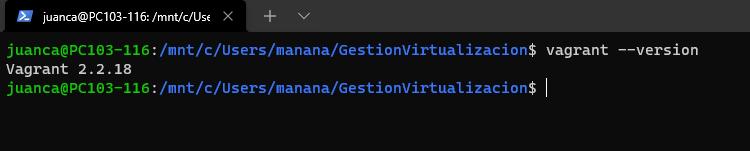 juanca@PC103-116: /mnt/c/Use
juanca@PC103-116:/mnt/c/Users/manana/GestionVirtualizacion$ vagrant --version
Vagrant 2.2.18
juanca@PC103-116:/mnt/c/Users/manana/GestionVirtualizacion$